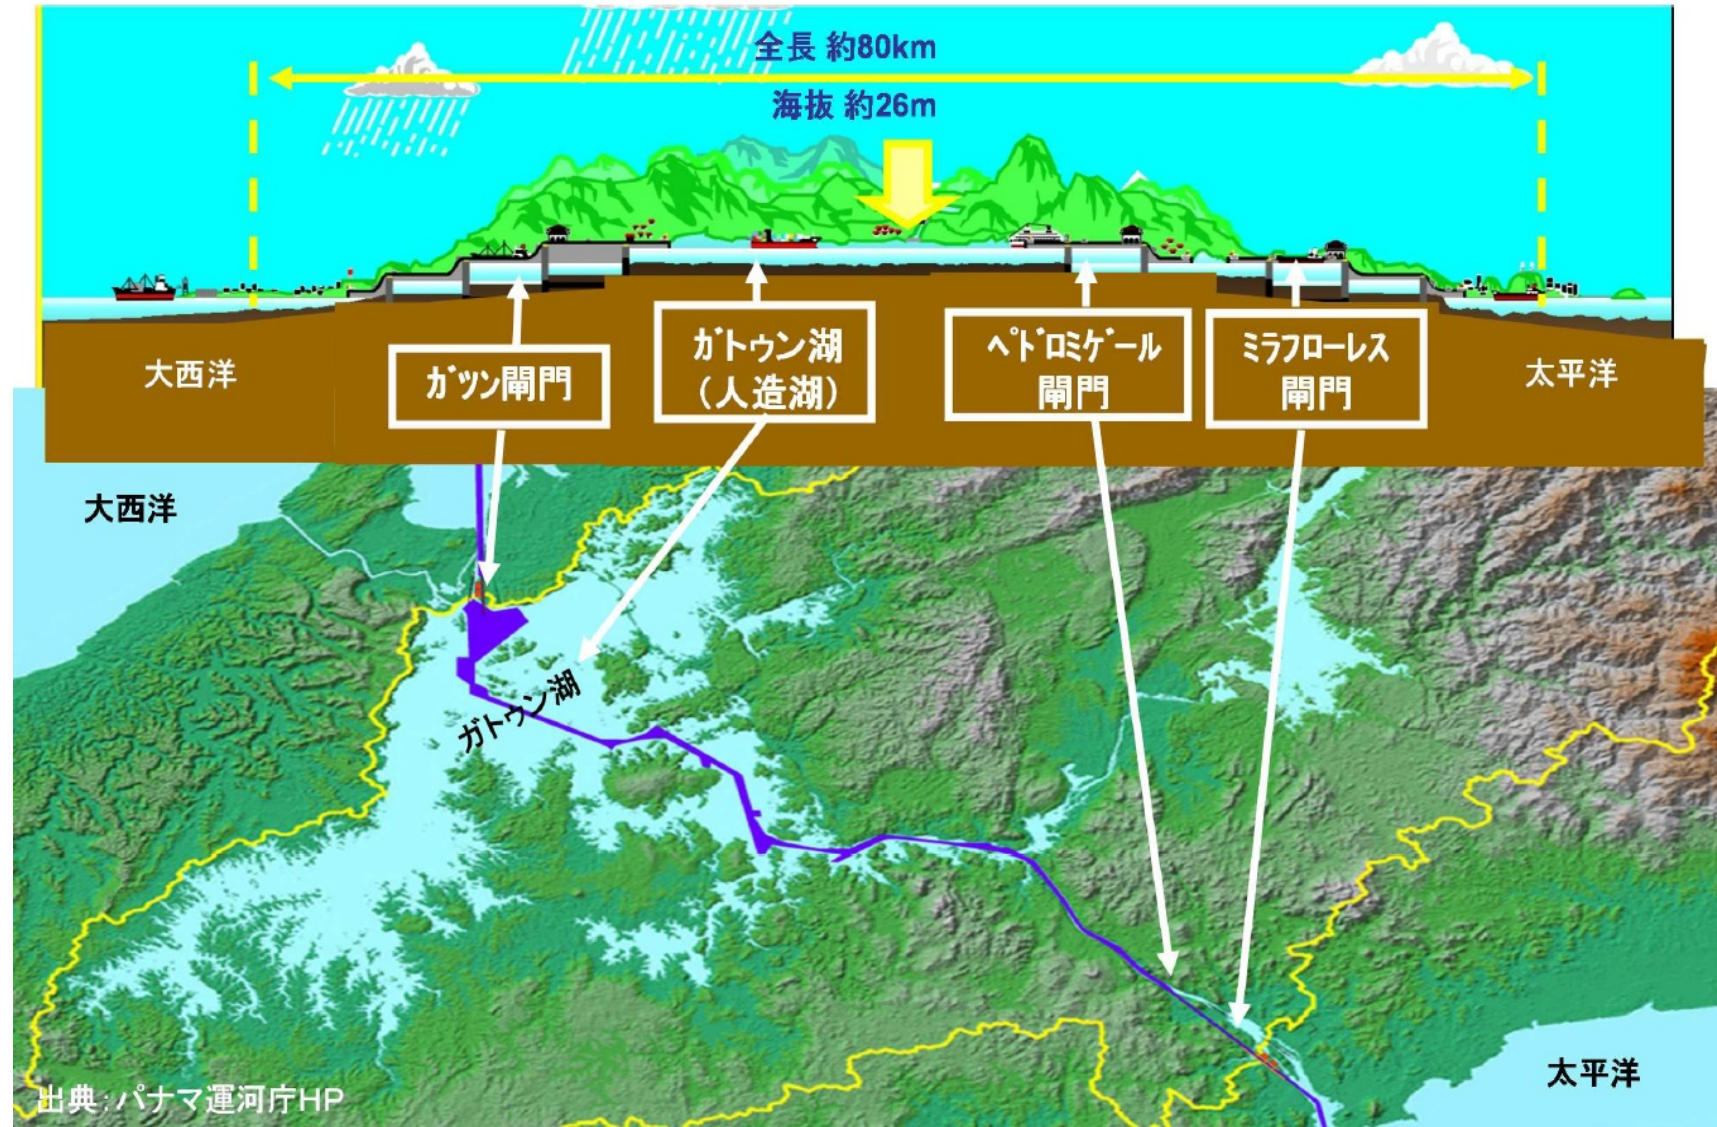 全長 約80km
海抜 約26m
大西洋
ガツン閘門
ガトゥン湖
（人造湖）
ペドロミゲール
閘門
ミラフローレス
閘門
太平洋
大西洋
ガトゥン湖
太平洋
出典：パナマ運河庁HP